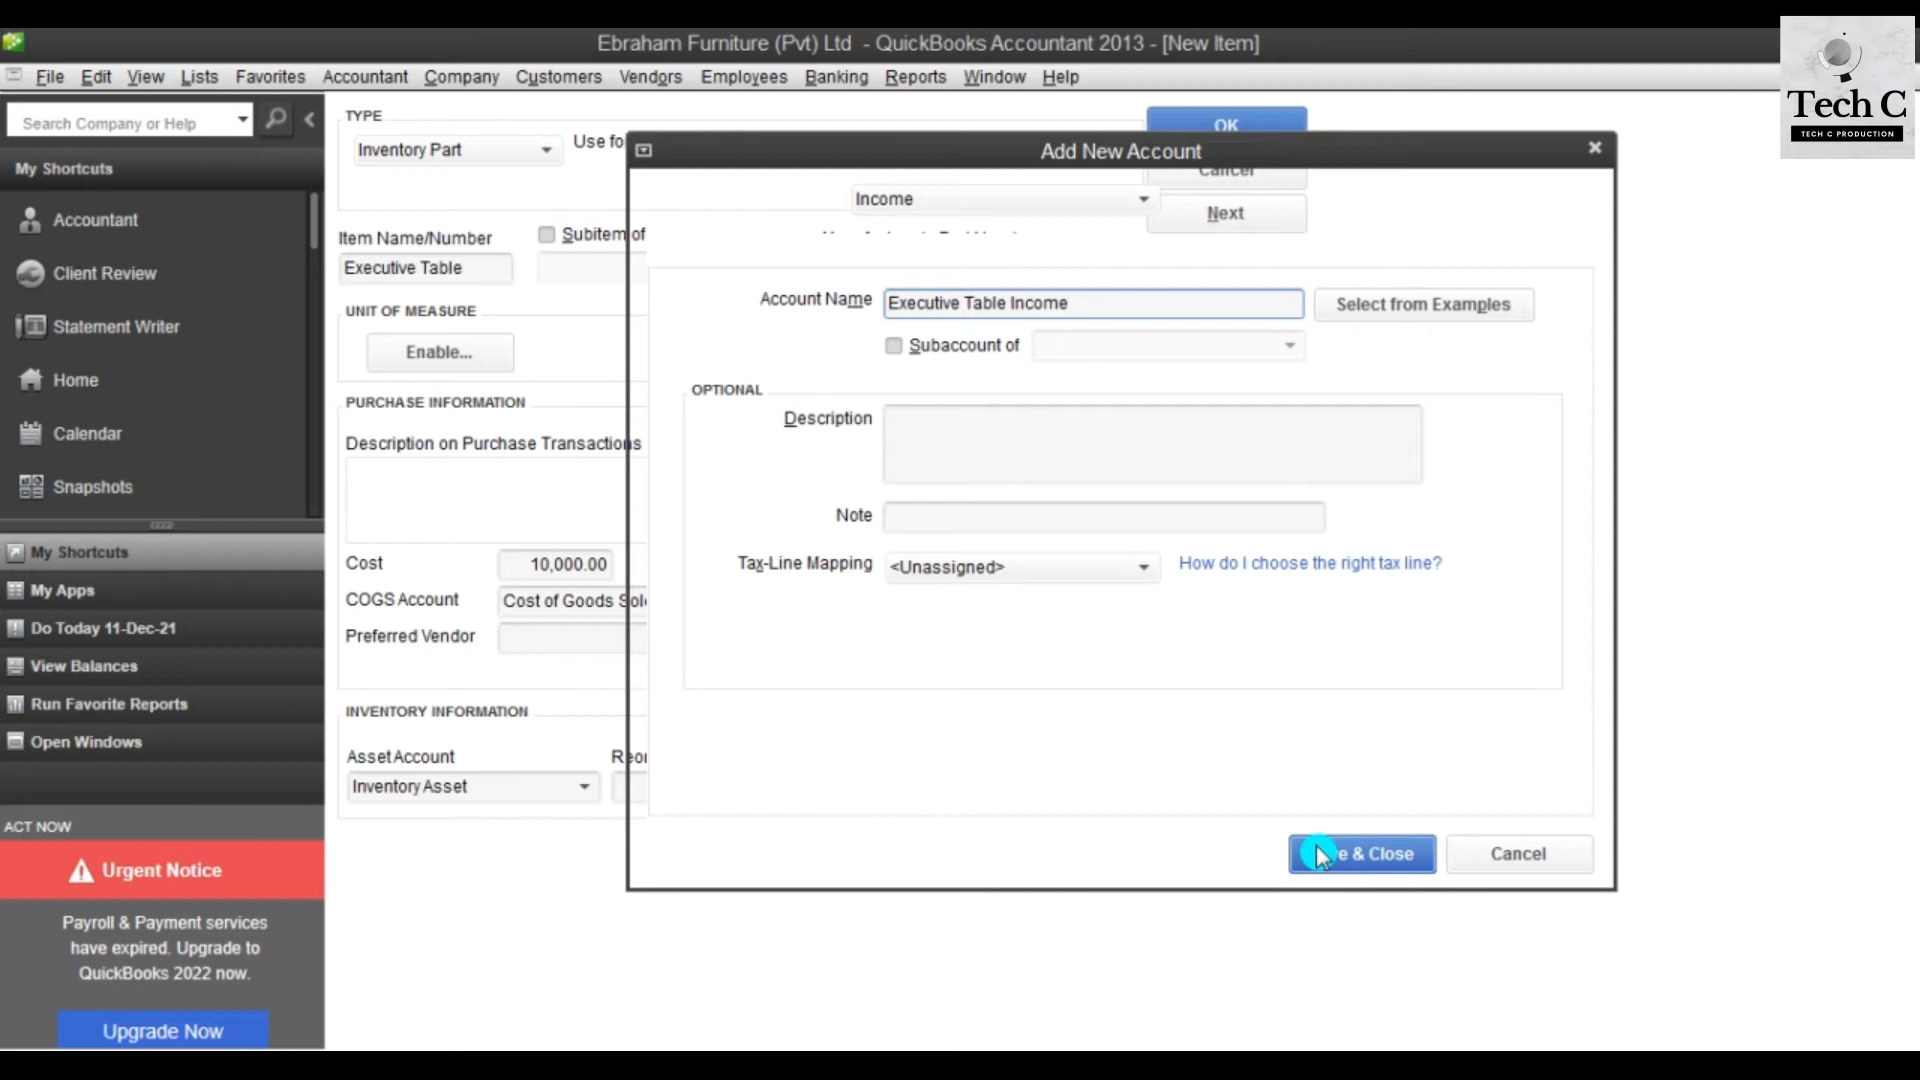 Ebraham Furniture (Pvt) Ltd - QuickBooks Accountant 2013 - [New Item]
File Edit View Lists Favorites Accountant Company Customers Vendors Employees Banking Reports Window Help
Tech C
TECH C PRODUCTION
Search Company or Help
My Shortcuts
Accountant
Client Review
Statement Writer
Home
Calendar
Snapshots
My Shortcuts
My Apps
Do Today 11-Dec-21
View Balances
Run Favorite Reports
Open Windows
ACT NOW
Urgent Notice
Payroll & Payment services
have expired. Upgrade to
QuickBooks 2022 now.
Upgrade Now
TYPE
Inventory Part
Use fo
OK
Cancel
Next
Item Name/Number
Subitem of
Executive Table
UNIT OF MEASURE
Enable...
PURCHASE INFORMATION
Description on Purchase Transactions
Cost 10,000.00
COGS Account Cost of Goods Sol
Preferred Vendor
INVENTORY INFORMATION
Asset Account
Reor
Inventory Asset
Add New Account
Income
Account Name Executive Table Income Select from Examples
Subaccount of
OPTIONAL
Description
Note
Tax-Line Mapping <Unassigned> How do I choose the right tax line?
& Close
Cancel